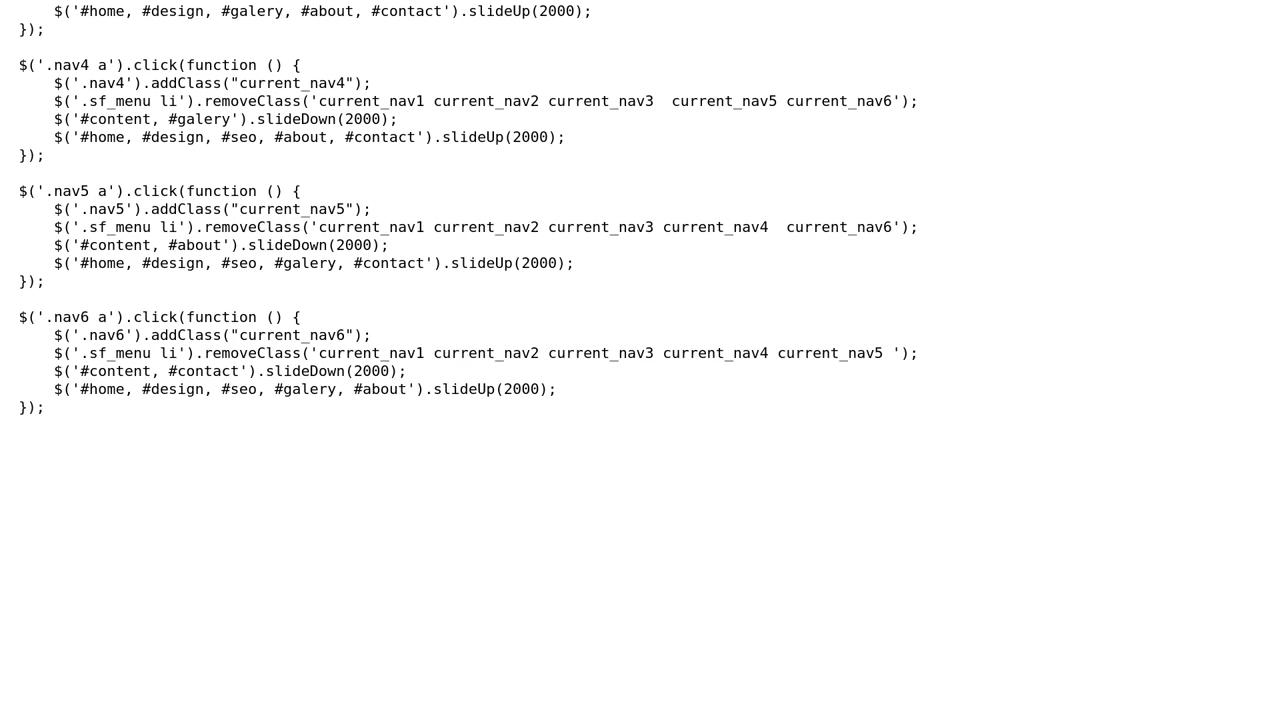 $('#home, #design, #galery, #about, #contact').slideUp(2000);
});

$('.nav4 a').click(function () {
    $('.nav4').addClass("current_nav4");
    $('.sf_menu li').removeClass('current_nav1 current_nav2 current_nav3  current_nav5 current_nav6');
    $('#content, #galery').slideDown(2000);
    $('#home, #design, #seo, #about, #contact').slideUp(2000);
});

$('.nav5 a').click(function () {
    $('.nav5').addClass("current_nav5");
    $('.sf_menu li').removeClass('current_nav1 current_nav2 current_nav3 current_nav4  current_nav6');
    $('#content, #about').slideDown(2000);
    $('#home, #design, #seo, #galery, #contact').slideUp(2000);
});

$('.nav6 a').click(function () {
    $('.nav6').addClass("current_nav6");
    $('.sf_menu li').removeClass('current_nav1 current_nav2 current_nav3 current_nav4 current_nav5 ');
    $('#content, #contact').slideDown(2000);
    $('#home, #design, #seo, #galery, #about').slideUp(2000);
});